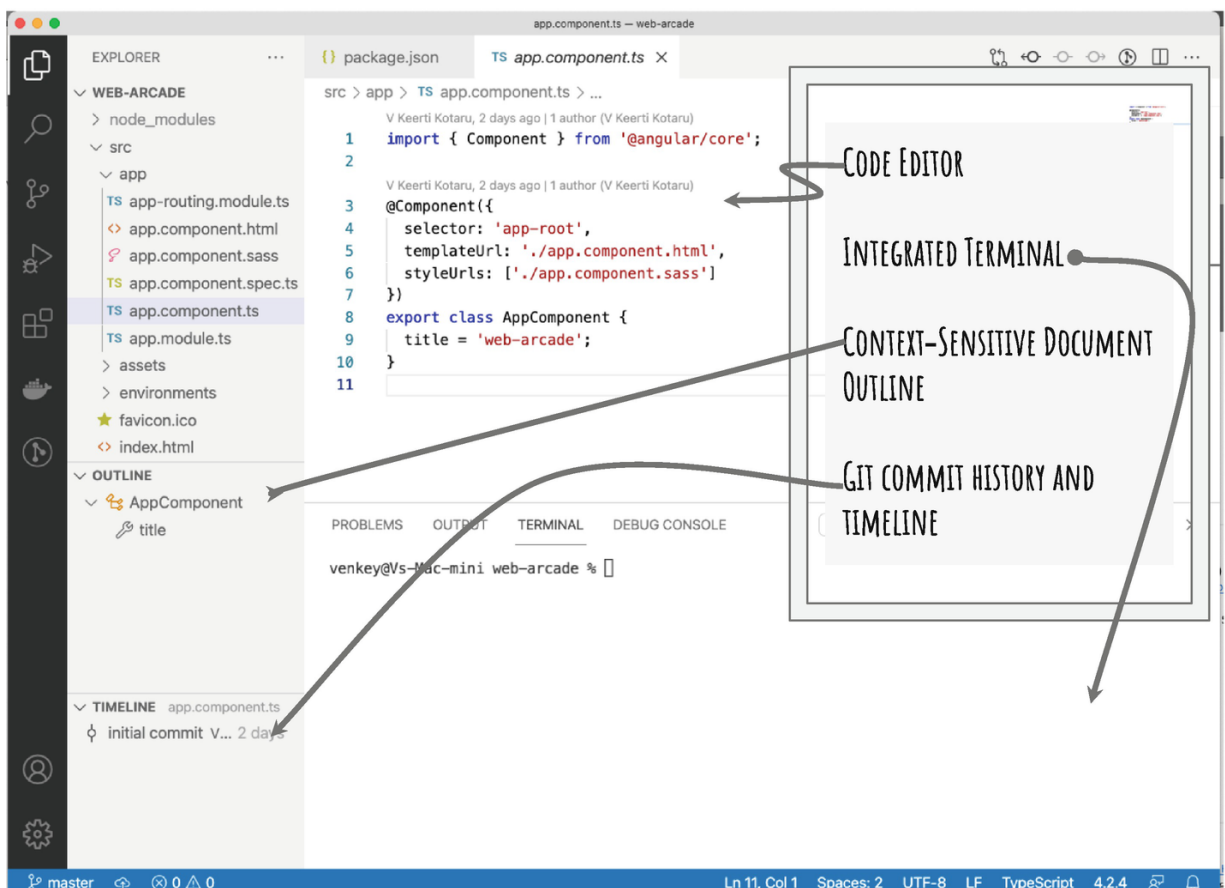 app.component.ts — web-arcade
EXPLORER
WEB-ARCADE
node_modules
src
app
TS app-routing.module.ts
<> app.component.html
app.component.sass
TS app.component.spec.ts
TS app.component.ts
TS app.module.ts
assets
environments
favicon.ico
<> index.html
OUTLINE
AppComponent
title
TIMELINE app.component.ts
initial commit V... 2 days
{} package.json
TS app.component.ts
src > app > TS app.component.ts > ...
V Keerti Kotaru, 2 days ago | 1 author (V Keerti Kotaru)
1 import { Component } from '@angular/core';
2
V Keerti Kotaru, 2 days ago | 1 author (V Keerti Kotaru)
3 @Component({
4 selector: 'app-root',
5 templateUrl: './app.component.html',
6 styleUrls: ['./app.component.sass']
7 })
8 export class AppComponent {
9 title = 'web-arcade';
10 }
11
PROBLEMS OUTPUT TERMINAL DEBUG CONSOLE
venkey@Vs-Mac-mini web-arcade %
CODE EDITOR
INTEGRATED TERMINAL
CONTEXT-SENSITIVE DOCUMENT
OUTLINE
GIT COMMIT HISTORY AND
TIMELINE
master 0 0
Ln 11, Col 1 Spaces: 2 UTF-8 LF TypeScript 4.2.4